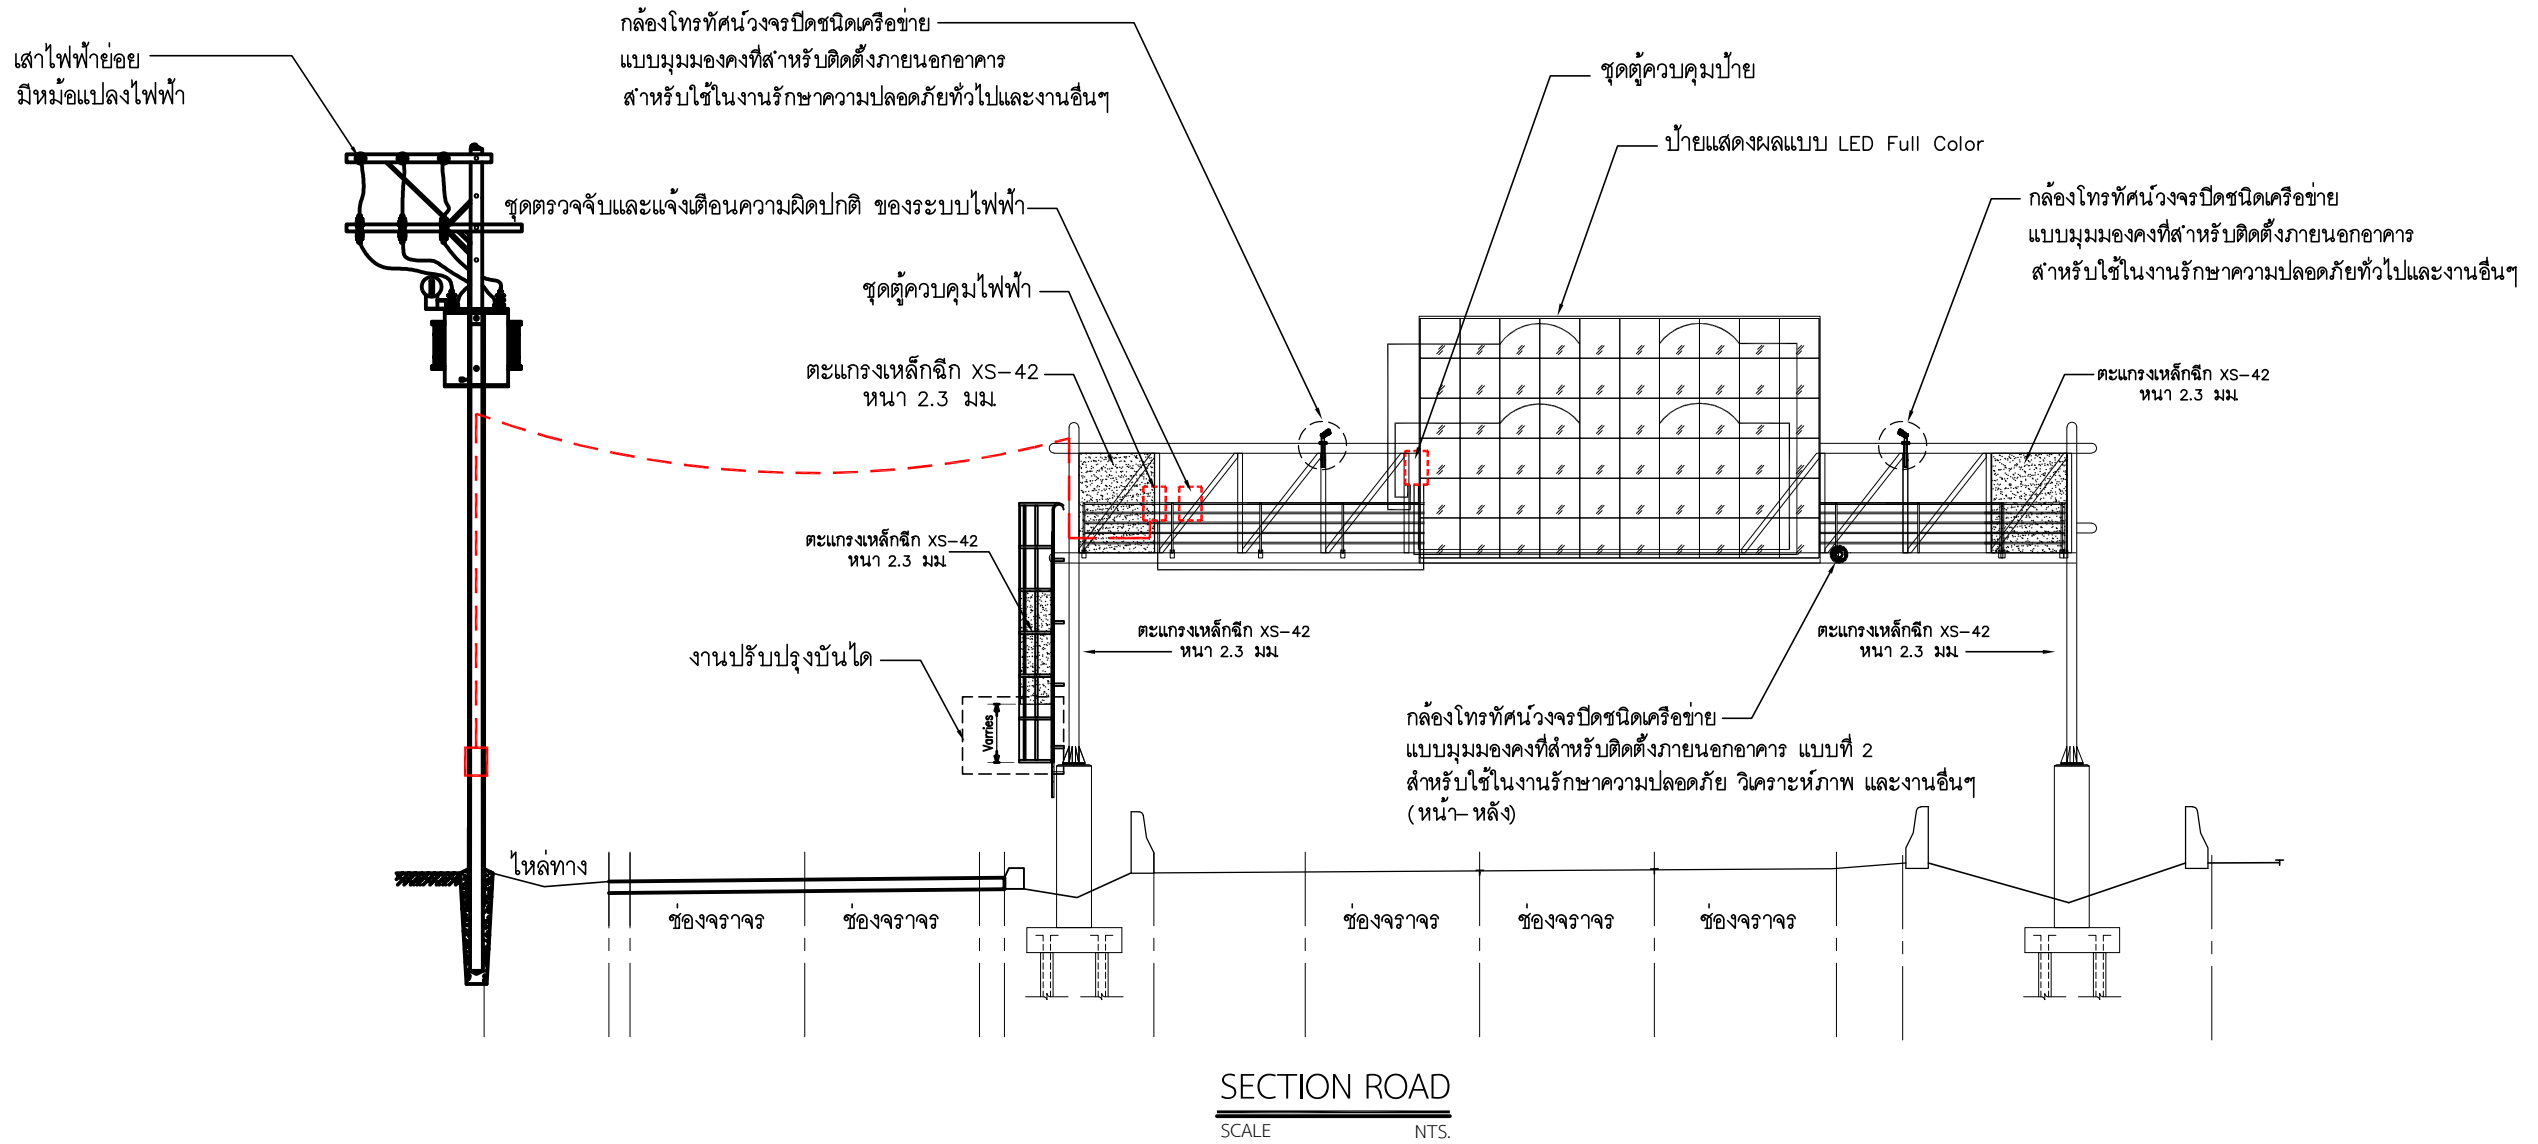 กล้องโทรทัศน์วงจรปิดชนิดเครือข่าย
แบบมุมมองคงที่สำหรับติดตั้งภายนอกอาคาร
สำหรับใช้ในงานรักษาความปลอดภัยทั่วไปและงานอื่นๆ
เสาไฟฟ้าย่อย
มีหม้อแปลงไฟฟ้า
ชุดตู้ควบคุมป้าย
ป้ายแสดงผลแบบ LED Full Color
ชุดตรวจจับและแจ้งเตือนความผิดปกติ ของระบบไฟฟ้า
กล้องโทรทัศน์วงจรปิดชนิดเครือข่าย
แบบมุมมองคงที่สำหรับติดตั้งภายนอกอาคาร
สำหรับใช้ในงานรักษาความปลอดภัยทั่วไปและงานอื่นๆ
ชุดตู้ควบคุมไฟฟ้า
ตะแกรงเหล็กฉีก XS-42
หนา 2.3 มม.
ตะแกรงเหล็กฉีก XS-42
หนา 2.3 มม.
ตะแกรงเหล็กฉีก XS-42
หนา 2.3 มม.
ตะแกรงเหล็กฉีก XS-42
หนา 2.3 มม.
ตะแกรงเหล็กฉีก XS-42
หนา 2.3 มม.
งานปรับปรุงบันได
Varries
กล้องโทรทัศน์วงจรปิดชนิดเครือข่าย
แบบมุมมองคงที่สำหรับติดตั้งภายนอกอาคาร แบบที่ 2
สำหรับใช้ในงานรักษาความปลอดภัย วิเคราะห์ภาพ และงานอื่นๆ
(หน้า-หลัง)
ไหล่ทาง
ช่องจราจร
ช่องจราจร
ช่องจราจร
ช่องจราจร
ช่องจราจร
SECTION ROAD
SCALE NTS.